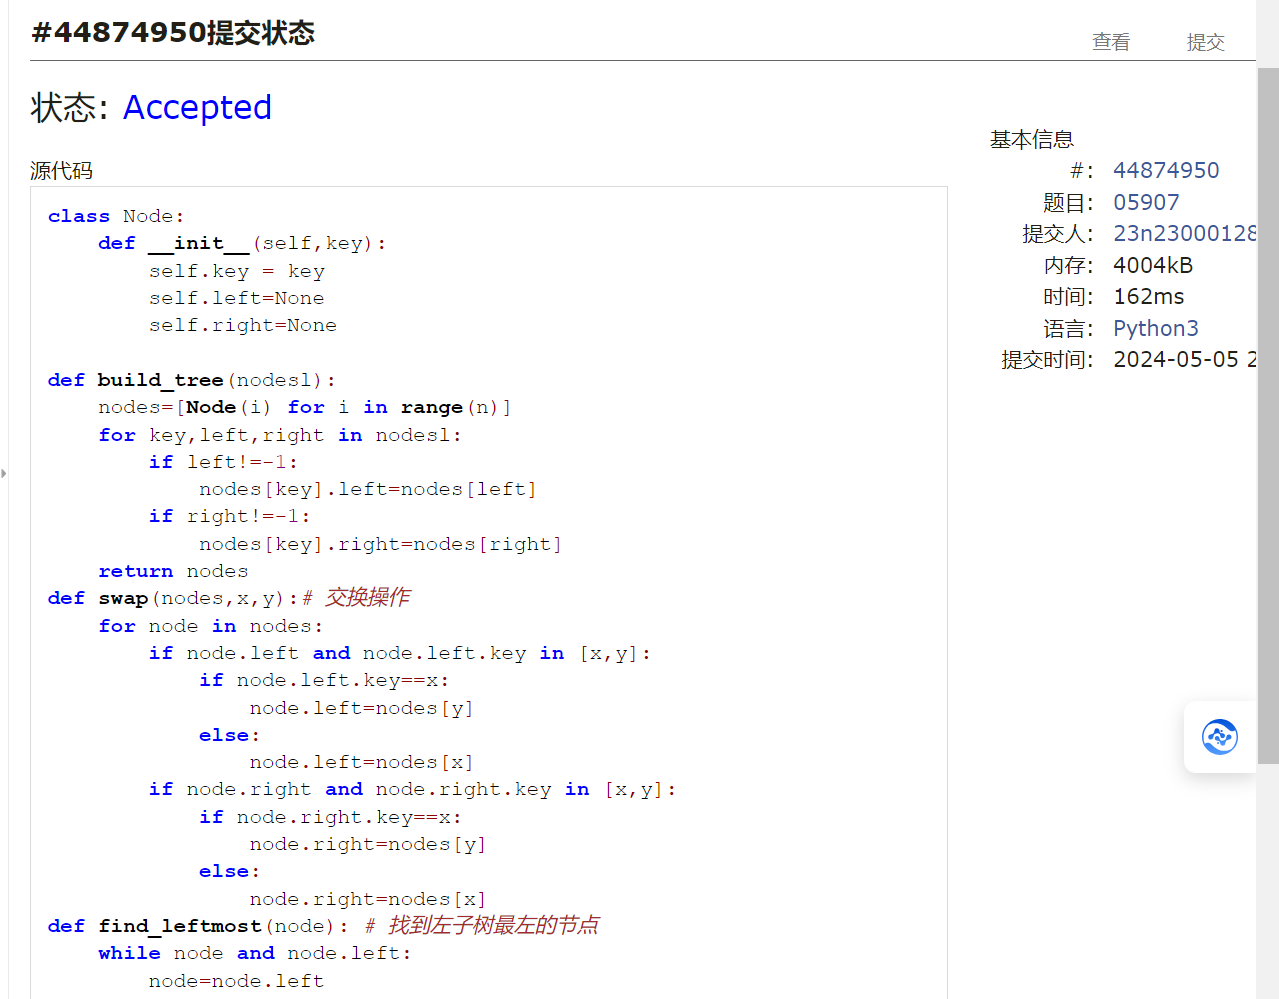 #44874950提交状态
查看
提交
状态: Accepted
源代码
class Node:
    def __init__(self,key):
        self.key = key
        self.left=None
        self.right=None
def build_tree(nodesl):
    nodes=[Node(i) for i in range(n)]
    for key,left,right in nodesl:
        if left!=-1:
            nodes[key].left=nodes[left]
        if right!=-1:
            nodes[key].right=nodes[right]
    return nodes
def swap(nodes,x,y):# 交换操作
    for node in nodes:
        if node.left and node.left.key in [x,y]:
            if node.left.key==x:
                node.left=nodes[y]
            else:
                node.left=nodes[x]
        if node.right and node.right.key in [x,y]:
            if node.right.key==x:
                node.right=nodes[y]
            else:
                node.right=nodes[x]
def find_leftmost(node): # 找到左子树最左的节点
    while node and node.left:
        node=node.left
基本信息
#: 44874950
题目: 05907
提交人: 23n23000128
内存: 4004kB
时间: 162ms
语言: Python3
提交时间: 2024-05-05 2